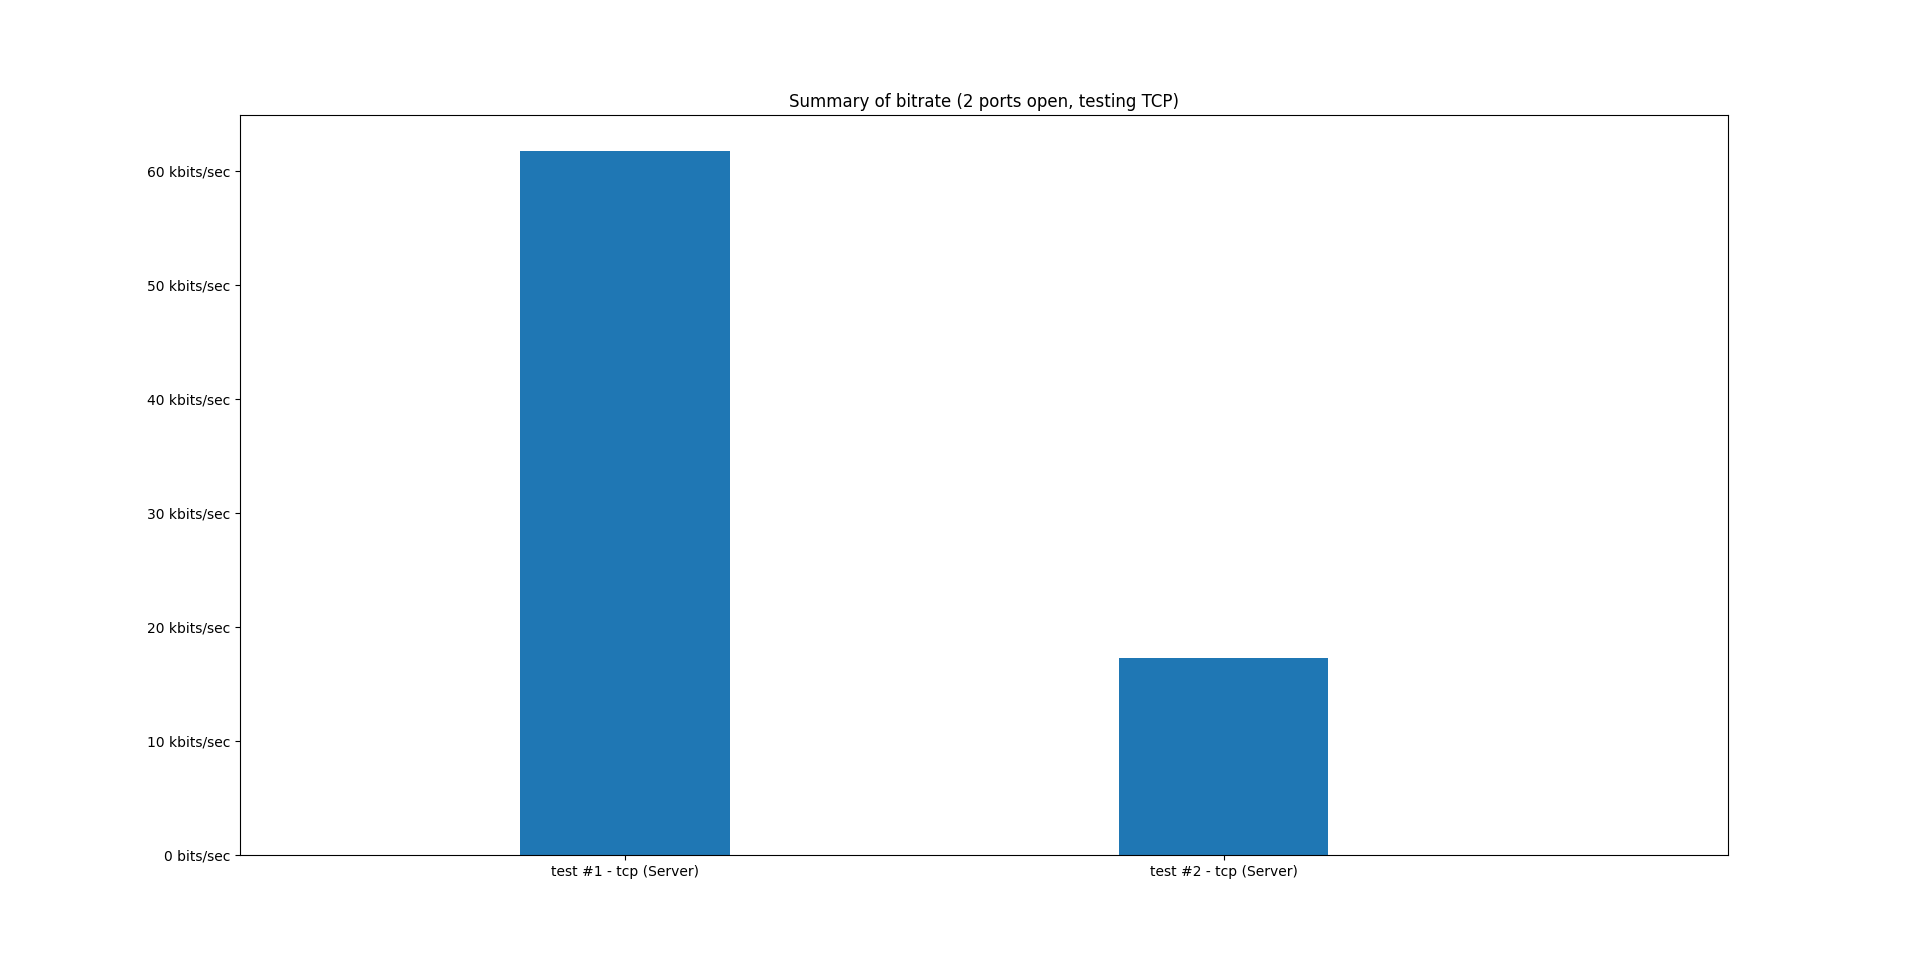 Summary of bitrate (2 ports open, testing TCP)
60 kbits/sec
50 kbits/sec
40 kbits/sec
30 kbits/sec
20 kbits/sec
10 kbits/sec
0 bits/sec
test #1 - tcp (Server)
test #2 - tcp (Server)